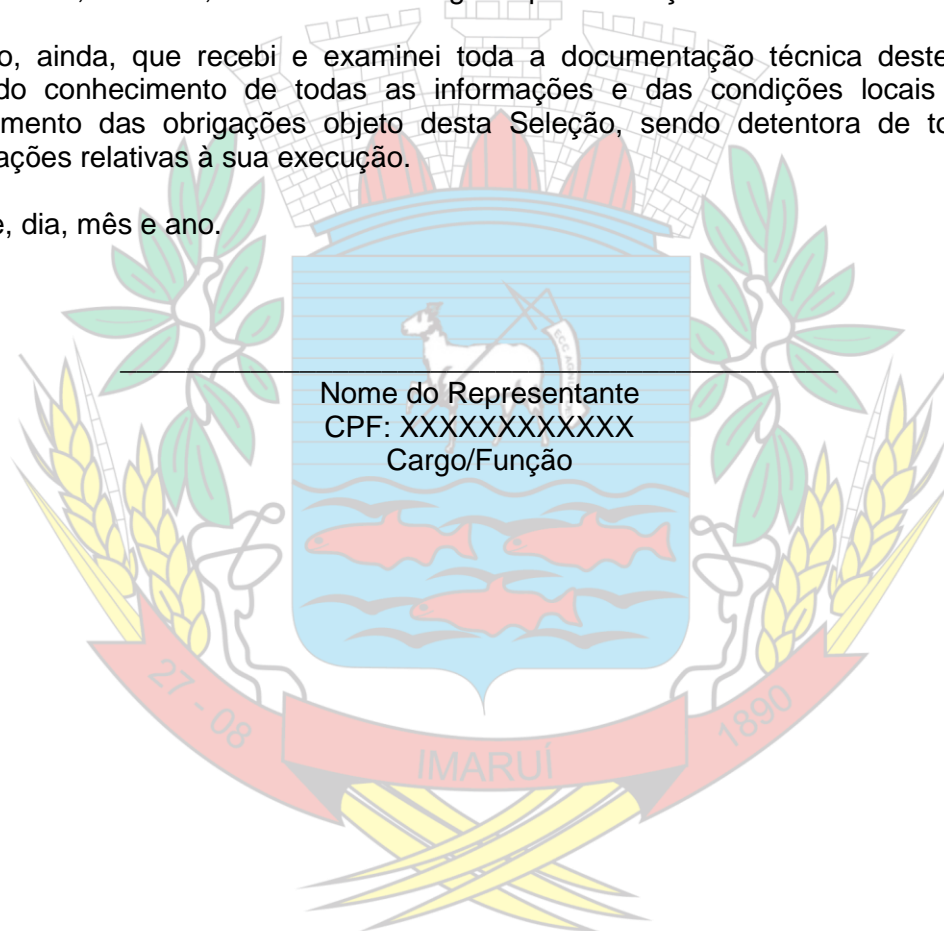 o, ainda, que recebi e examinei toda a documentação técnica deste
do conhecimento de todas as informações e das condições locais
mento das obrigações objeto desta Seleção, sendo detentora de to
ações relativas à sua execução.
e, dia, mês e ano.
Nome do Representante
CPF: XXXXXXXXXXXX
Cargo/Função
27 - 08
IMARUÍ
1890